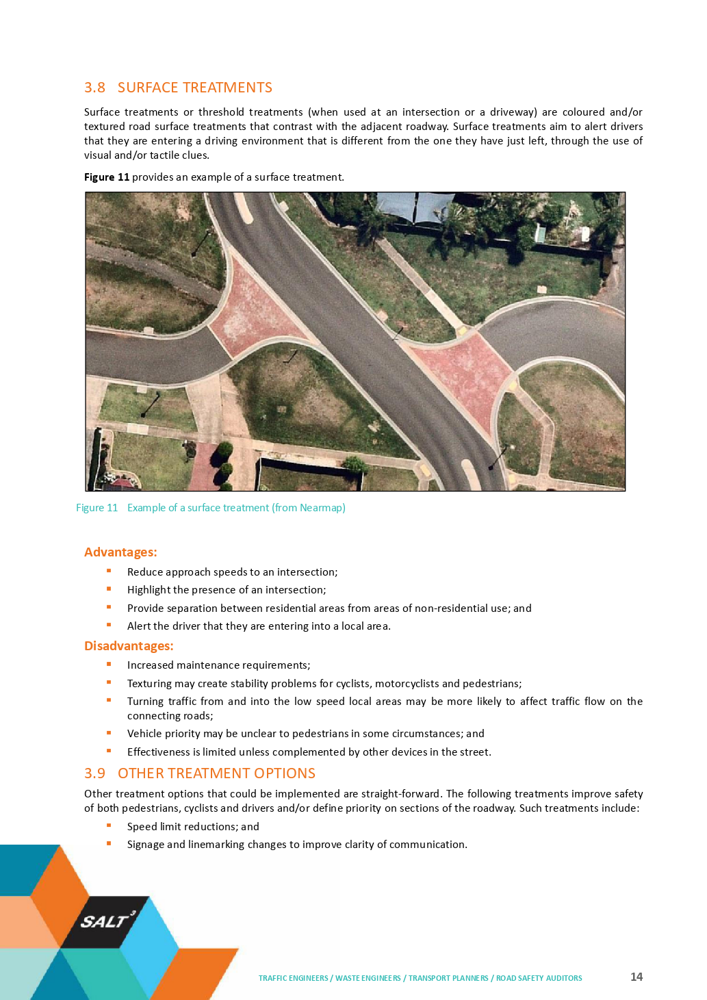 3.8 SURFACE TREATMENTS
Surface treatments or threshold treatments (when used at an intersection or a driveway) are coloured and/or
textured road surface treatments that contrast with the adjacent roadway. Surface treatments aim to alert drivers
that they are entering a driving environment that is different from the one they have just left, through the use of
visual and/or tactile clues.
Figure 11 provides an example of a surface treatment.
Figure 11 Example of a surface treatment (from Nearmap)
Advantages:
▪ Reduce approach speeds to an intersection;
▪ Highlight the presence of an intersection;
▪ Provide separation between residential areas from areas of non-residential use; and
▪ Alert the driver that they are entering into a local area.
Disadvantages:
▪ Increased maintenance requirements;
▪ Texturing may create stability problems for cyclists, motorcyclists and pedestrians;
▪ Turning traffic from and into the low speed local areas may be more likely to affect traffic flow on the
connecting roads;
▪ Vehicle priority may be unclear to pedestrians in some circumstances; and
▪ Effectiveness is limited unless complemented by other devices in the street.
3.9 OTHER TREATMENT OPTIONS
Other treatment options that could be implemented are straight-forward. The following treatments improve safety
of both pedestrians, cyclists and drivers and/or define priority on sections of the roadway. Such treatments include:
▪ Speed limit reductions; and
▪ Signage and linemarking changes to improve clarity of communication.
SALT³
TRAFFIC ENGINEERS / WASTE ENGINEERS / TRANSPORT PLANNERS / ROAD SAFETY AUDITORS 14